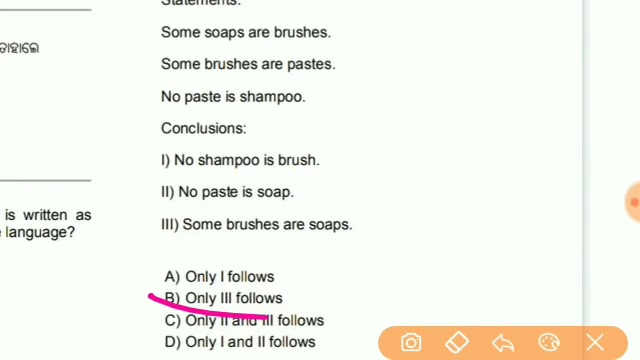 Statements:
Some soaps are brushes.
ତାହାଲେ
Some brushes are pastes.
No paste is shampoo.
Conclusions:
I) No shampoo is brush.
II) No paste is soap.
is written as
language?
III) Some brushes are soaps.
A) Only I follows
B) Only III follows
C) Only II and III follows
D) Only I and II follows